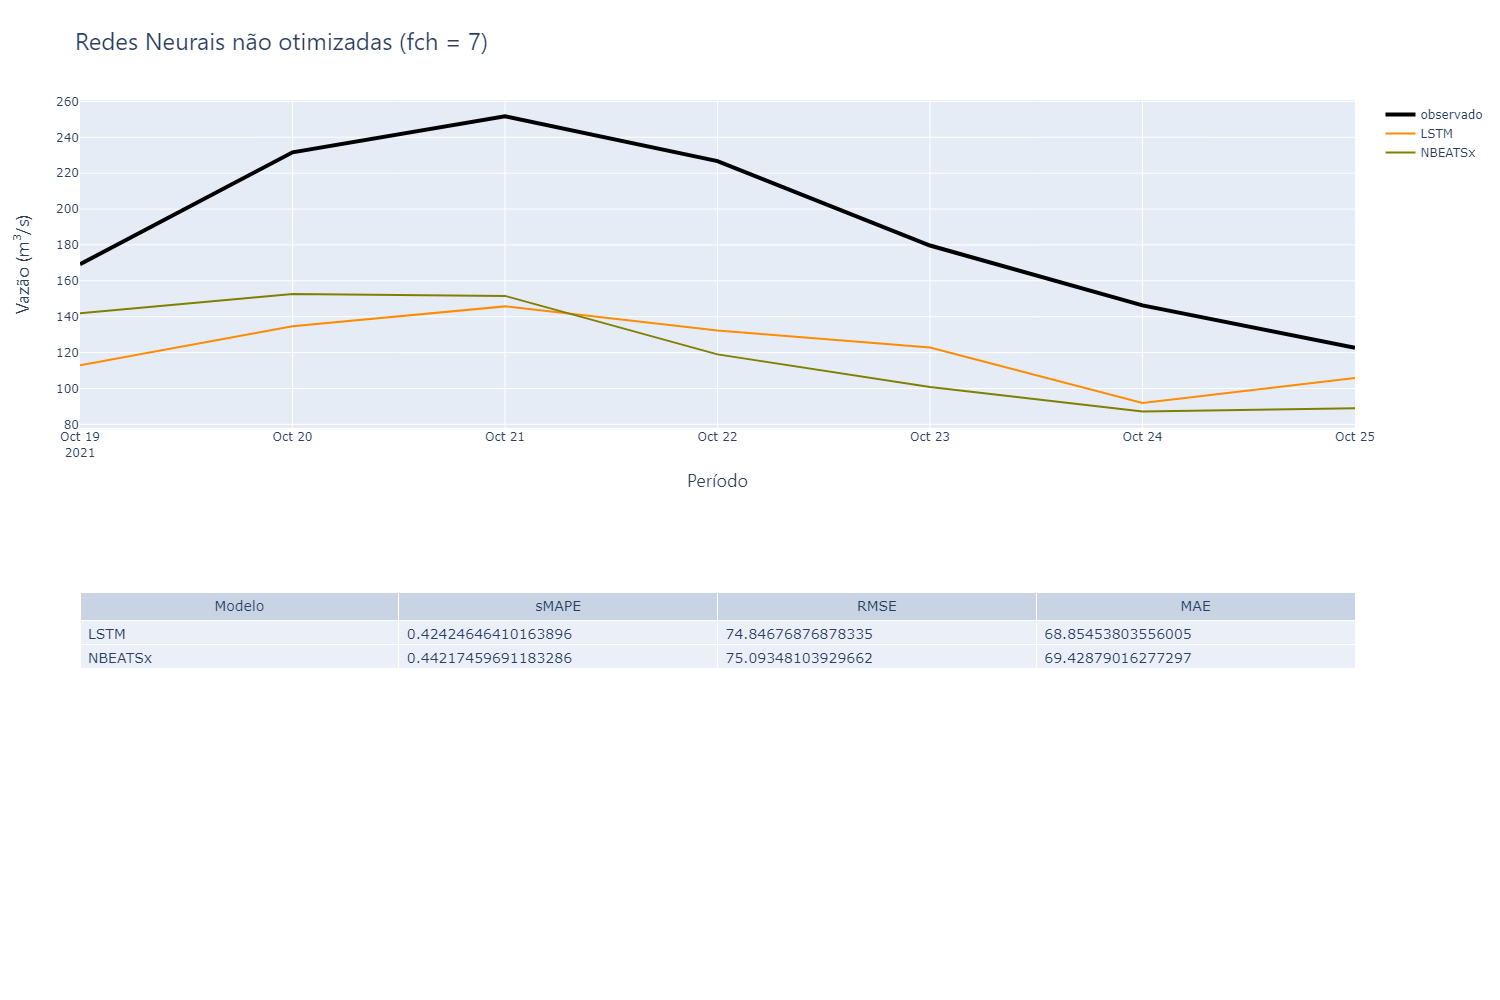 Redes Neurais não otimizadas (fch = 7)
260
240
220
200
180
160
140
120
100
80
Vazão (m³/s)
Oct 19
2021
Oct 20
Oct 21
Oct 22
Oct 23
Oct 24
Oct 25
Período
observado
LSTM
NBEATSx
Modelo sMAPE RMSE MAE
LSTM 0.42424646410163896 74.84676876878335 68.85453803556005
NBEATSx 0.44217459691183286 75.09348103929662 69.42879016277297